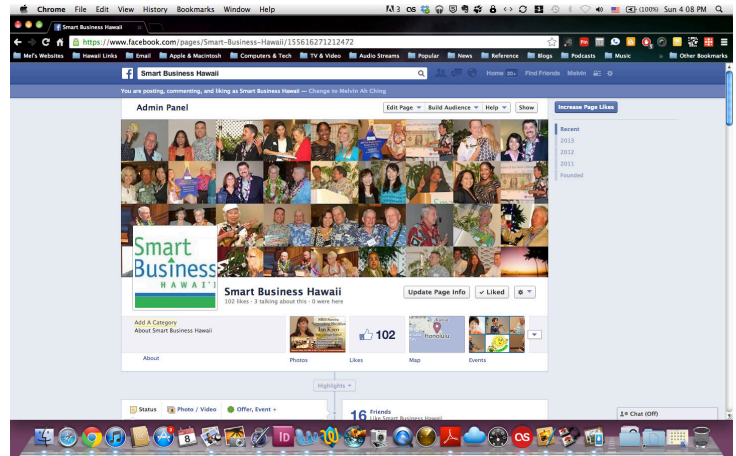 Chrome File Edit View History Bookmarks Window Help
3
(100%) Sun 4:08 PM
Smart Business Hawaii
https://www.facebook.com/pages/Smart-Business-Hawaii/155616271212472
Mel's Websites Hawaii Links Email Apple & Macintosh Computers & Tech TV & Video Audio Streams Popular News Reference Blogs Podcasts Music Other Bookmarks
Smart Business Hawaii
Home 20+ Find Friends Melvin
You are posting, commenting, and liking as Smart Business Hawaii — Change to Melvin Ah Ching
Admin Panel
Edit Page Build Audience Help Show
Increase Page Likes
Recent
2013
2012
2011
Founded
Smart
Business
HAWAI'I
Smart Business Hawaii
102 likes · 3 talking about this · 0 were here
Update Page Info Liked
Add A Category
About Smart Business Hawaii
102
Honolulu
About
Photos
Likes
Map
Events
Highlights
Status Photo / Video Offer, Event +
16 Friends
Like Smart Business Hawaii
Chat (Off)